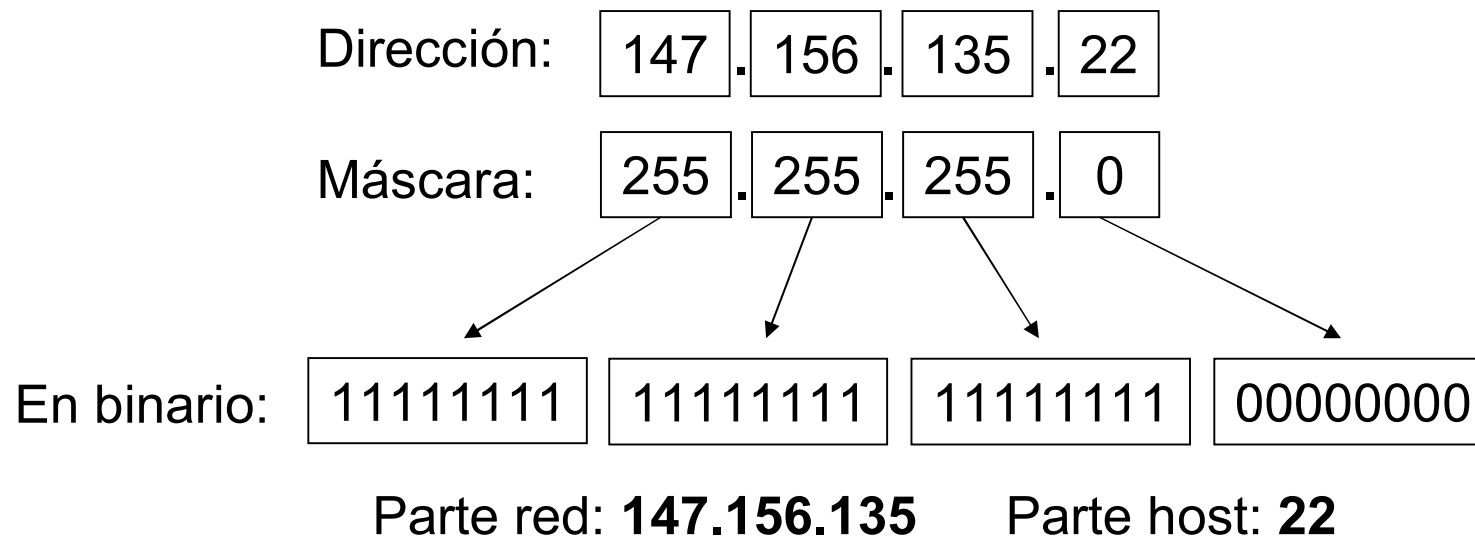 Dirección: 147.156.135.22
Máscara: 255.255.255.0
En binario: 11111111 11111111 11111111 00000000
Parte red: 147.156.135 Parte host: 22